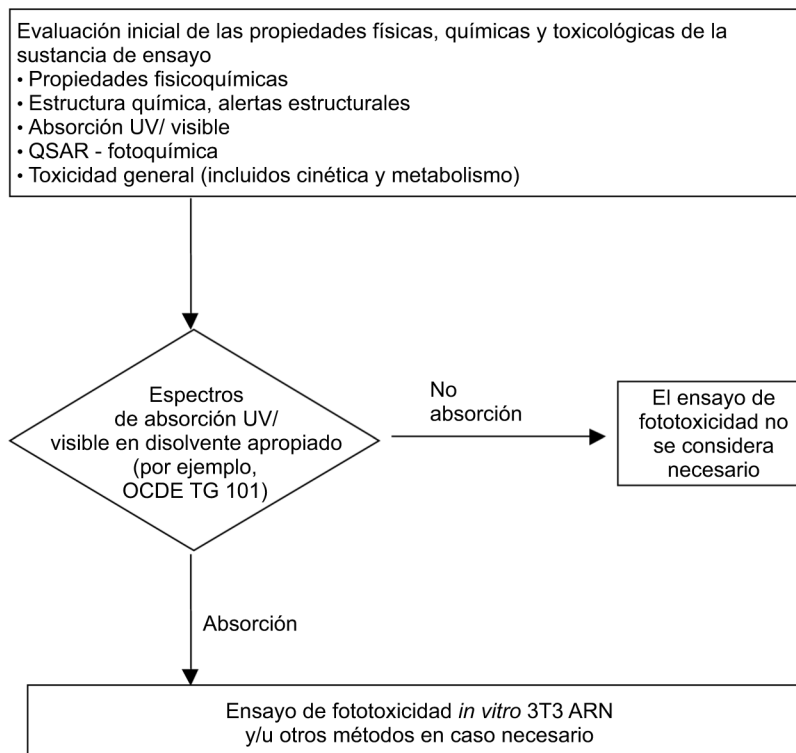 Evaluación inicial de las propiedades físicas, químicas y toxicológicas de la
sustancia de ensayo
• Propiedades fisicoquímicas
• Estructura química, alertas estructurales
• Absorción UV/ visible
• QSAR - fotoquímica
• Toxicidad general (incluidos cinética y metabolismo)
Espectros
de absorción UV/
visible en disolvente apropiado
(por ejemplo,
OCDE TG 101)
No
absorción
El ensayo de
fototoxicidad no
se considera
necesario
Absorción
Ensayo de fototoxicidad in vitro 3T3 ARN
y/u otros métodos en caso necesario